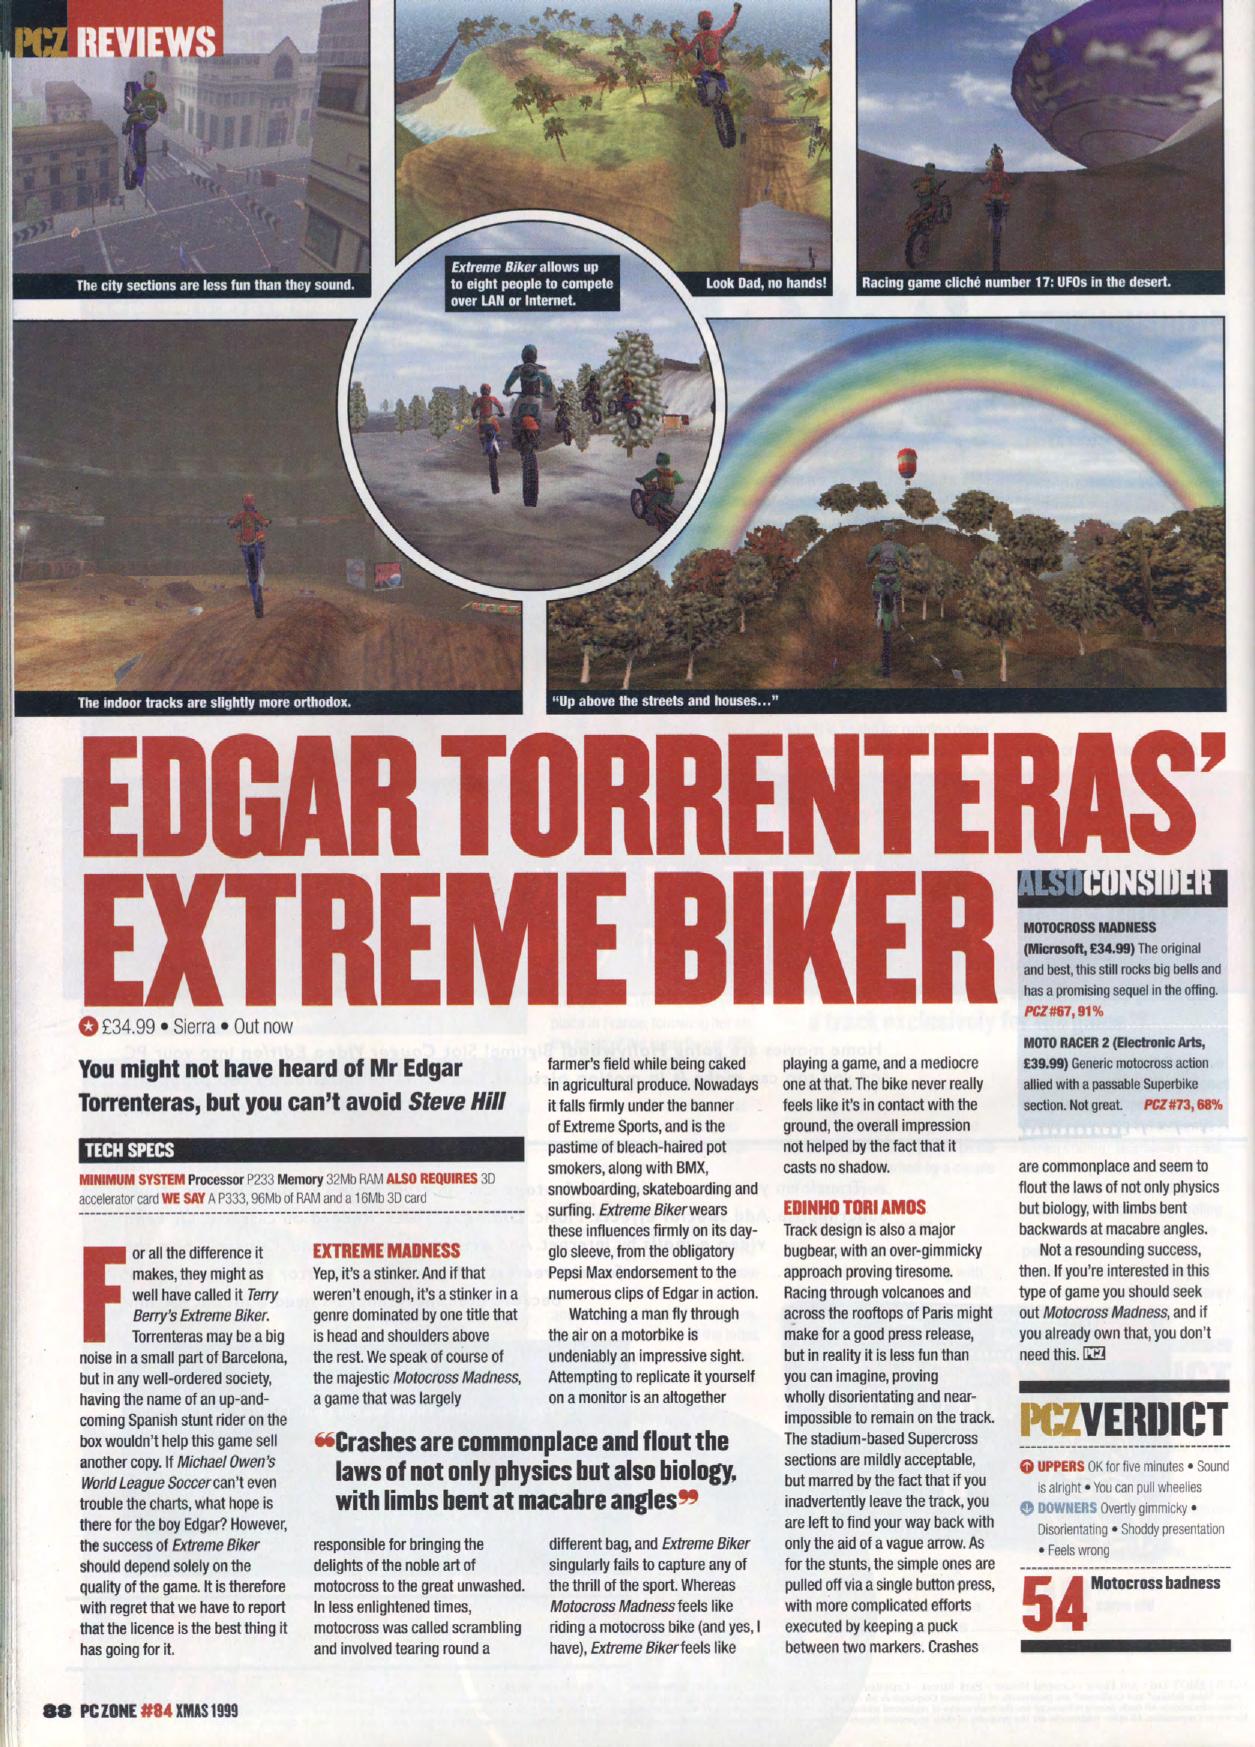 PCZ REVIEWS
The city sections are less fun than they sound.
Extreme Biker allows up
to eight people to compete
over LAN or Internet.
Look Dad, no hands!
Racing game cliché number 17: UFOs in the desert.
The indoor tracks are slightly more orthodox.
“Up above the streets and houses...”
EDGAR TORRENTERAS’
EXTREME BIKER
£34.99 • Sierra • Out now
You might not have heard of Mr Edgar
Torrenteras, but you can’t avoid Steve Hill
TECH SPECS
MINIMUM SYSTEM Processor P233 Memory 32Mb RAM ALSO REQUIRES 3D
accelerator card WE SAY A P333, 96Mb of RAM and a 16Mb 3D card
For all the difference it
makes, they might as
well have called it Terry
Berry’s Extreme Biker.
Torrenteras may be a big
noise in a small part of Barcelona,
but in any well-ordered society,
having the name of an up-and-
coming Spanish stunt rider on the
box wouldn’t help this game sell
another copy. If Michael Owen’s
World League Soccer can’t even
trouble the charts, what hope is
there for the boy Edgar? However,
the success of Extreme Biker
should depend solely on the
quality of the game. It is therefore
with regret that we have to report
that the licence is the best thing it
has going for it.
EXTREME MADNESS
Yep, it’s a stinker. And if that
weren’t enough, it’s a stinker in a
genre dominated by one title that
is head and shoulders above
the rest. We speak of course of
the majestic Motocross Madness,
a game that was largely
“Crashes are commonplace and flout the
laws of not only physics but also biology,
with limbs bent at macabre angles”
responsible for bringing the
delights of the noble art of
motocross to the great unwashed.
In less enlightened times,
motocross was called scrambling
and involved tearing round a
farmer’s field while being caked
in agricultural produce. Nowadays
it falls firmly under the banner
of Extreme Sports, and is the
pastime of bleach-haired pot
smokers, along with BMX,
snowboarding, skateboarding and
surfing. Extreme Biker wears
these influences firmly on its day-
glo sleeve, from the obligatory
Pepsi Max endorsement to the
numerous clips of Edgar in action.
Watching a man fly through
the air on a motorbike is
undeniably an impressive sight.
Attempting to replicate it yourself
on a monitor is an altogether
different bag, and Extreme Biker
singularly fails to capture any of
the thrill of the sport. Whereas
Motocross Madness feels like
riding a motocross bike (and yes, I
have), Extreme Biker feels like
playing a game, and a mediocre
one at that. The bike never really
feels like it’s in contact with the
ground, the overall impression
not helped by the fact that it
casts no shadow.
EDINHO TORI AMOS
Track design is also a major
bugbear, with an over-gimmicky
approach proving tiresome.
Racing through volcanoes and
across the rooftops of Paris might
make for a good press release,
but in reality it is less fun than
you can imagine, proving
wholly disorientating and near-
impossible to remain on the track.
The stadium-based Supercross
sections are mildly acceptable,
but marred by the fact that if you
inadvertently leave the track, you
are left to find your way back with
only the aid of a vague arrow. As
for the stunts, the simple ones are
pulled off via a single button press,
with more complicated efforts
executed by keeping a puck
between two markers. Crashes
are commonplace and seem to
flout the laws of not only physics
but biology, with limbs bent
backwards at macabre angles.
Not a resounding success,
then. If you’re interested in this
type of game you should seek
out Motocross Madness, and if
you already own that, you don’t
need this. PCZ
ALSO CONSIDER
MOTOCROSS MADNESS
(Microsoft, £34.99) The original
and best, this still rocks big bells and
has a promising sequel in the offing.
PCZ #67, 91%
MOTO RACER 2 (Electronic Arts,
£39.99) Generic motocross action
allied with a passable Superbike
section. Not great. PCZ #73, 68%
PCZ VERDICT
UPPERS OK for five minutes • Sound
is alright • You can pull wheelies
DOWNERS Overtly gimmicky •
Disorientating • Shoddy presentation
• Feels wrong
54 Motocross badness
88 PC ZONE #84 XMAS 1999